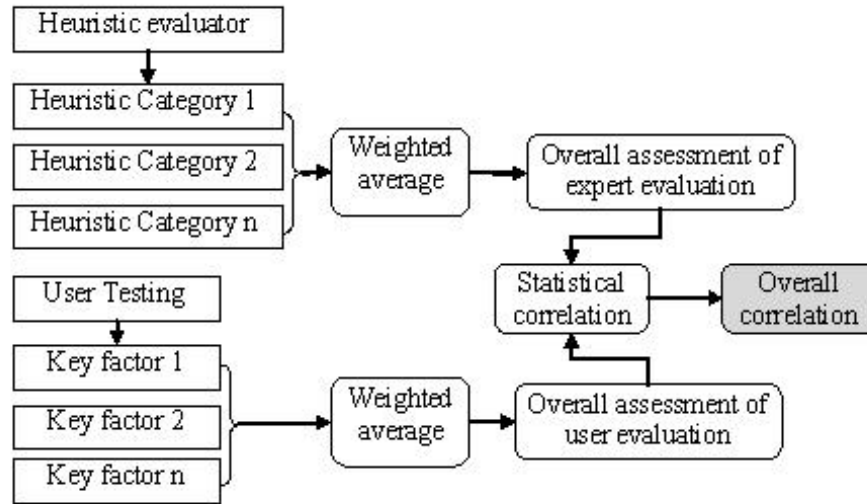 Heuristic evaluator
Heuristic Category 1
Heuristic Category 2
Heuristic Category n
Weighted
average
Overall assessment of
expert evaluation
User Testing
Statistical
correlation
Overall
correlation
Key factor 1
Key factor 2
Key factor n
Weighted
average
Overall assessment of
user evaluation